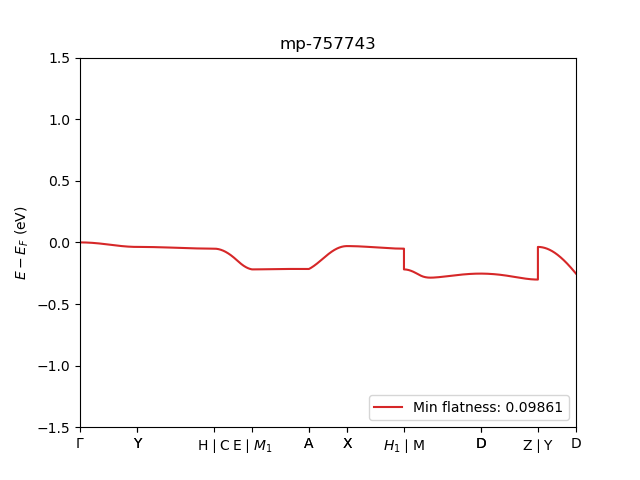 mp-757743
1.5
1.0
0.5
0.0
−0.5
−1.0
−1.5
E − E_F (eV)
Min flatness: 0.09861
Γ Y H | C E | M_1 A X H_1 | M D Z | Y D